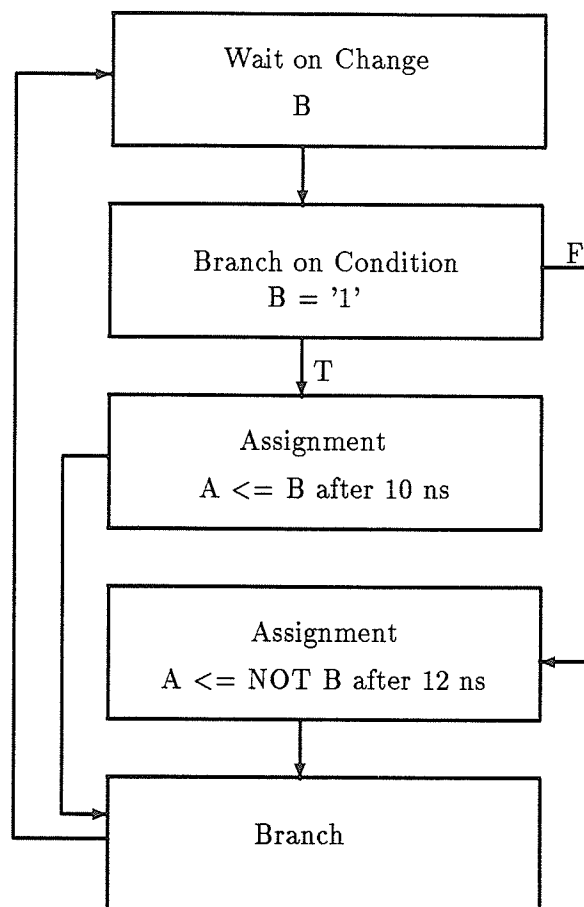 Wait on Change
B
Branch on Condition
B = '1'
F
T
Assignment
A <= B after 10 ns
Assignment
A <= NOT B after 12 ns
Branch